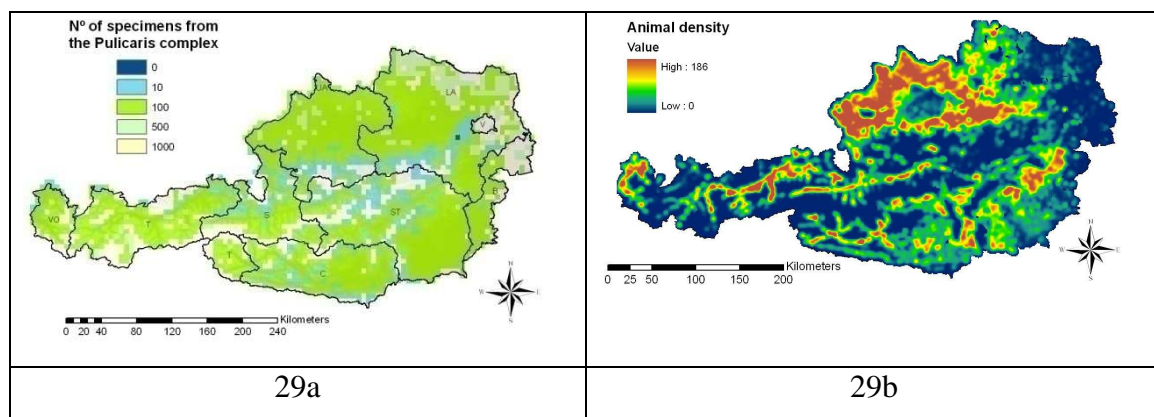 Nº of specimens from
the Pulicaris complex
0
10
100
500
1000
UA
LA
V
B
VO
T
S
ST
T
C
N
W
E
S
Kilometers
0 20 40 80 120 160 200 240
Animal density
Value
High : 186
Low : 0
Kilometers
0 25 50 100 150 200
N
W
E
S
29a
29b